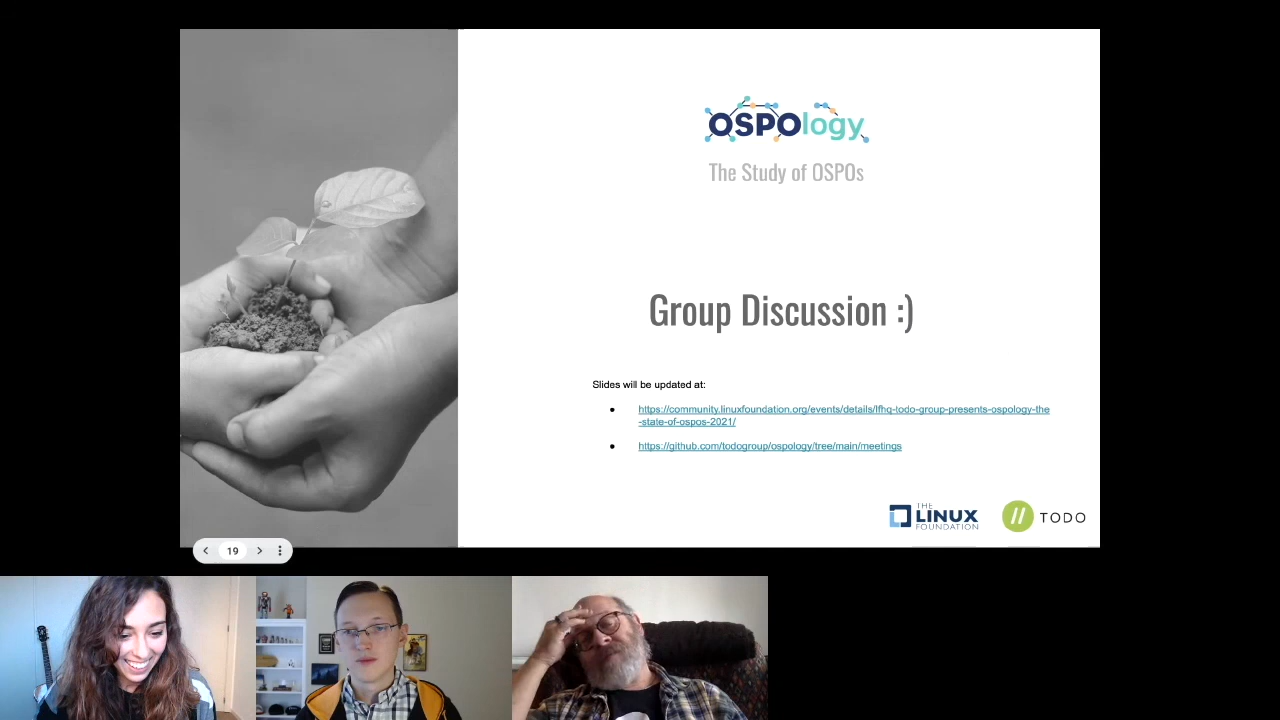 OSPOlogy
The Study of OSPOs
Group Discussion :)
Slides will be updated at:
https://community.linuxfoundation.org/events/details/lfhq-todo-group-presents-ospology-the
-state-of-ospos-2021/
https://github.com/todogroup/ospology/tree/main/meetings
THE
LINUX
FOUNDATION
TODO
19